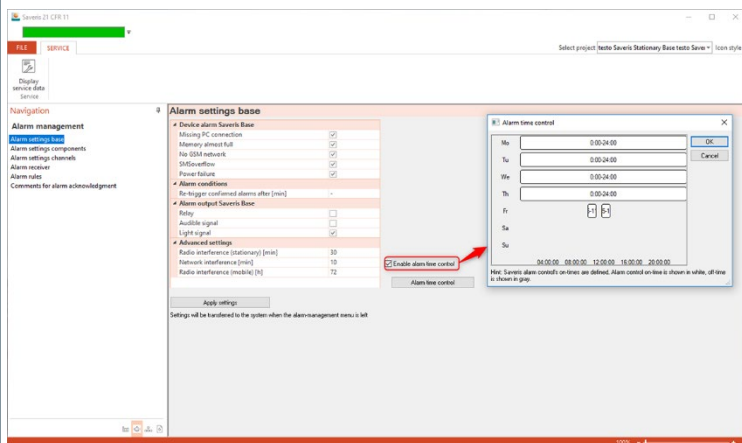 Saveris 21 CFR 11
FILE SERVICE
Select project testo Saveris Stationary Base testo Save Icon style
Display
service data
Service
Navigation
Alarm management
Alarm settings base
Alarm settings components
Alarm settings channels
Alarm receiver
Alarm rules
Comments for alarm acknowledgment
Alarm settings base
Device alarm Saveris Base
Missing PC connection
Memory almost full
No GSM network
SMSoverflow
Power failure
Alarm conditions
Re-trigger confirmed alarms after [min] -
Alarm output Saveris Base
Relay
Audible signal
Light signal
Advanced settings
Radio interference (stationary) [min] 30
Network interference [min] 10
Radio interference (mobile) [h] 72
Enable alarm time control
Alarm time control
Apply settings
Settings will be transferred to the system when the alarm-management menu is left
Alarm time control
Mo 0:00-24:00
Tu 0:00-24:00
We 0:00-24:00
Th 0:00-24:00
Fr
Sa
Su
04:00:00 08:00:00 12:00:00 16:00:00 20:00:00
OK
Cancel
Hint: Saveris alarm control's on-times are defined. Alarm control on-time is shown in white, off-time
is shown in gray.
100%